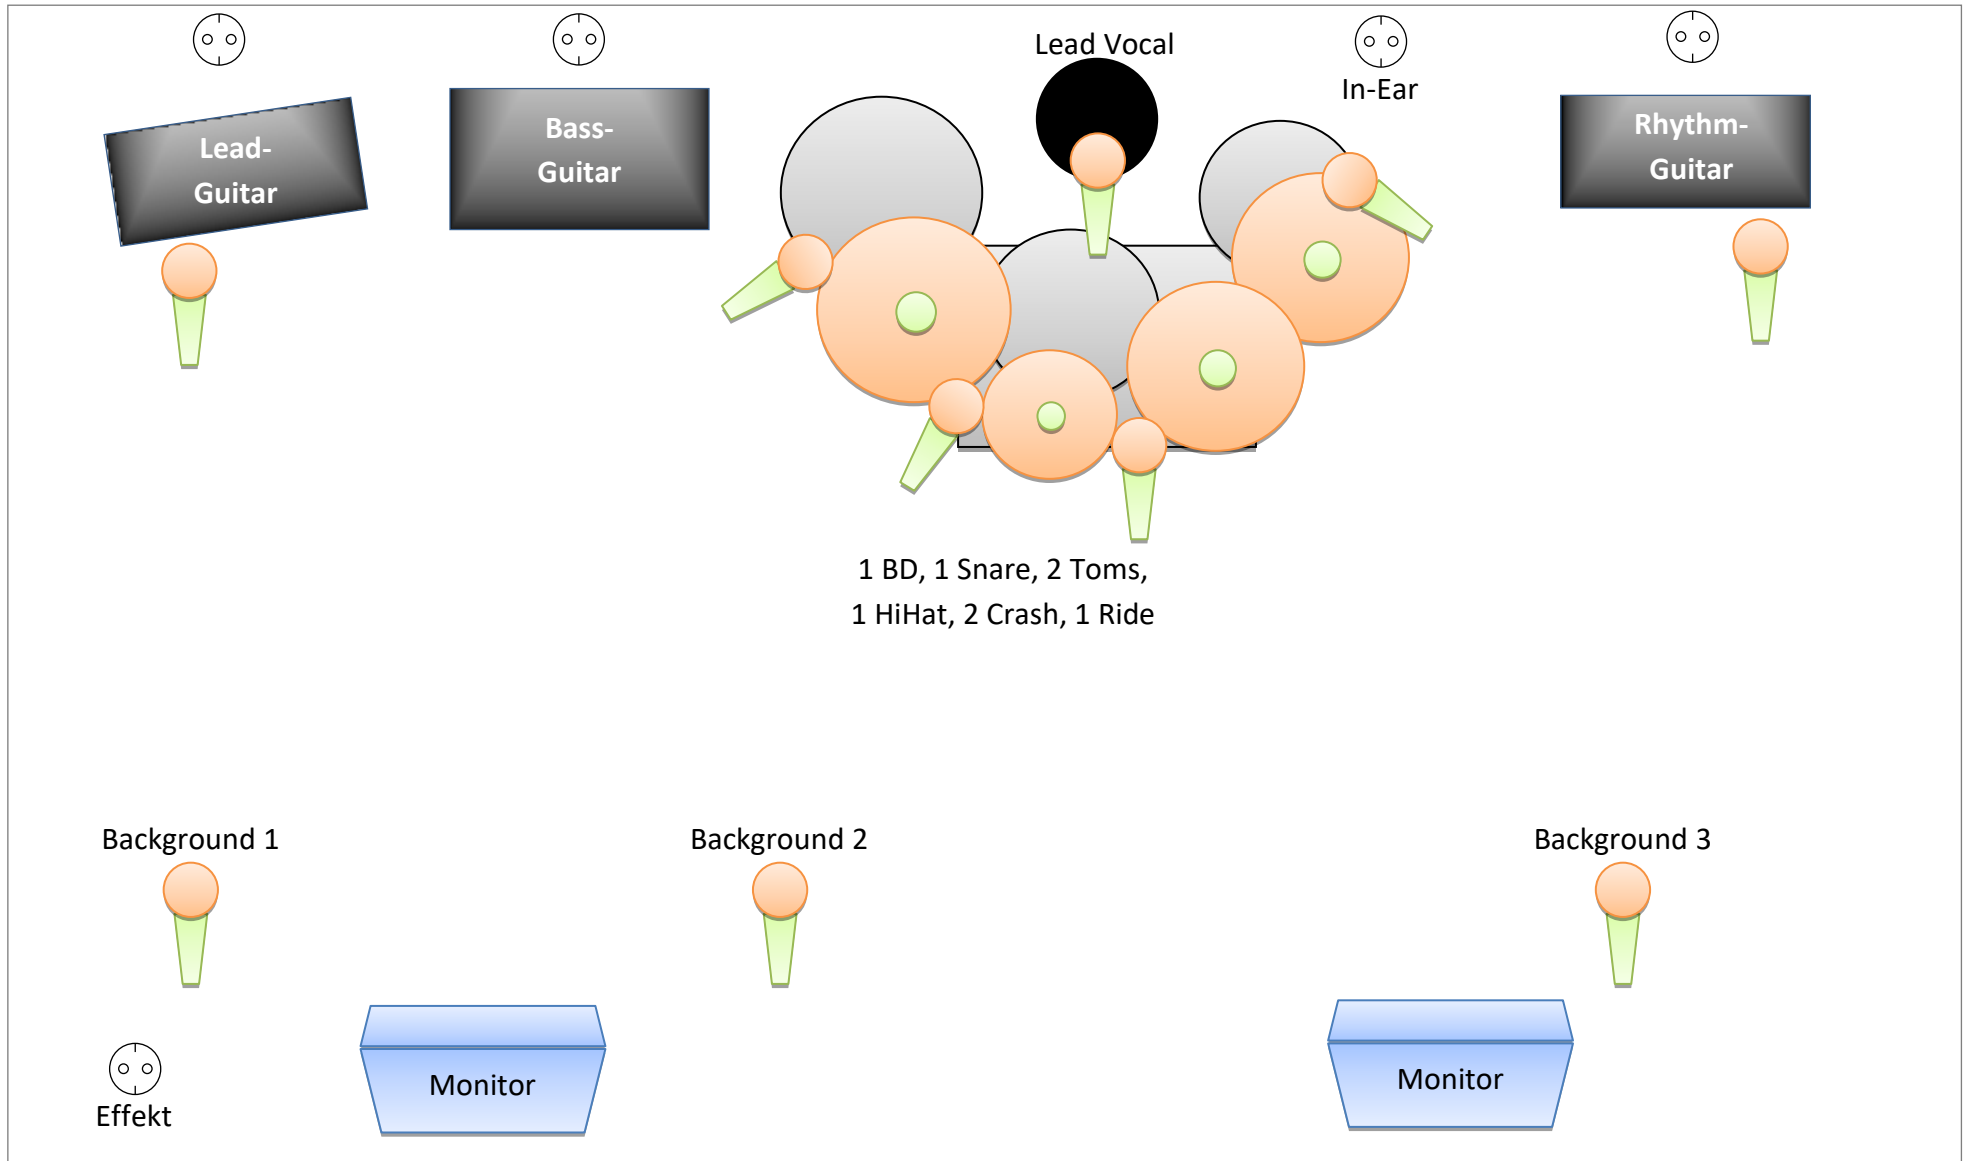 Lead Vocal
In-Ear
Lead-
Guitar
Bass-
Guitar
Rhythm-
Guitar
1 BD, 1 Snare, 2 Toms,
1 HiHat, 2 Crash, 1 Ride
Background 1
Background 2
Background 3
Monitor
Monitor
Effekt